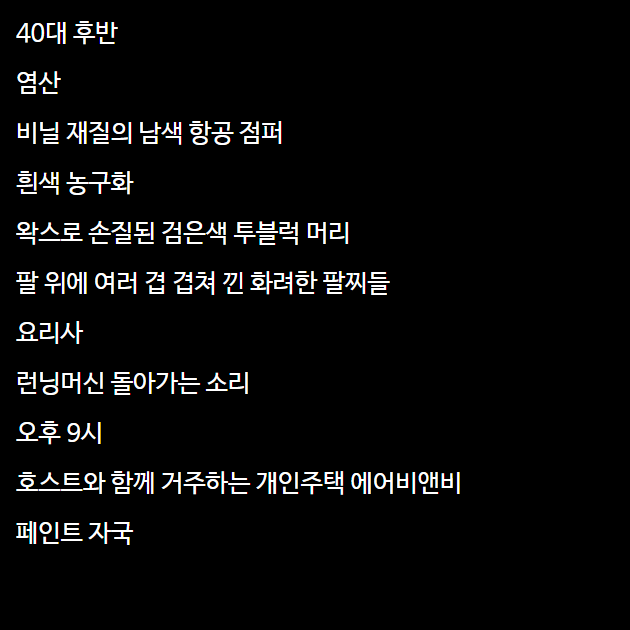 40대 후반
염산
비닐 재질의 남색 항공 점퍼
흰색 농구화
왁스로 손질된 검은색 투블럭 머리
팔 위에 여러 겹 겹쳐 낀 화려한 팔찌들
요리사
런닝머신 돌아가는 소리
오후 9시
호스트와 함께 거주하는 개인주택 에어비앤비
페인트 자국